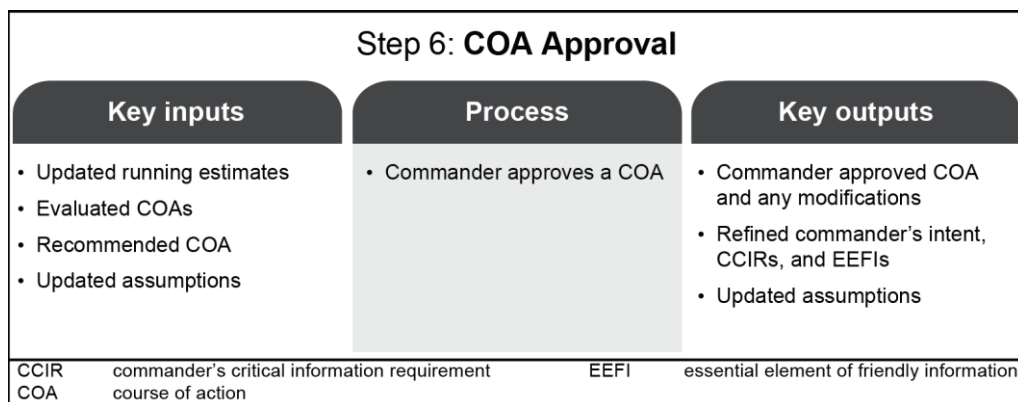 Step 6: COA Approval
Key inputs
• Updated running estimates
• Evaluated COAs
• Recommended COA
• Updated assumptions
Process
• Commander approves a COA
Key outputs
• Commander approved COA
and any modifications
• Refined commander's intent,
CCIRs, and EEFIs
• Updated assumptions
CCIR commander's critical information requirement
COA course of action
EEFI essential element of friendly information